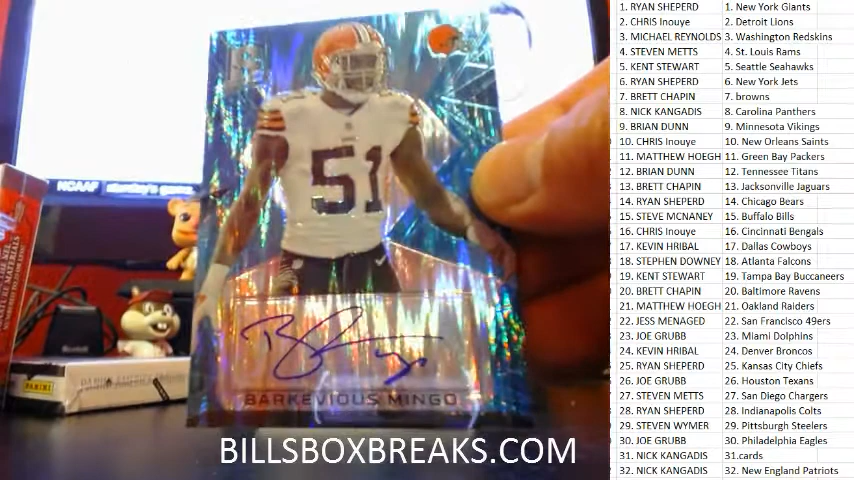 NCAAF saturday's game
51
BARKEVIOUS MINGO
PANINI
BILLSBOXBREAKS.COM
1. RYAN SHEPERD 1. New York Giants
2. CHRIS Inouye 2. Detroit Lions
3. MICHAEL REYNOLDS 3. Washington Redskins
4. STEVEN METTS 4. St. Louis Rams
5. KENT STEWART 5. Seattle Seahawks
6. RYAN SHEPERD 6. New York Jets
7. BRETT CHAPIN 7. browns
8. NICK KANGADIS 8. Carolina Panthers
9. BRIAN DUNN 9. Minnesota Vikings
10. CHRIS Inouye 10. New Orleans Saints
11. MATTHEW HOEGH 11. Green Bay Packers
12. BRIAN DUNN 12. Tennessee Titans
13. BRETT CHAPIN 13. Jacksonville Jaguars
14. RYAN SHEPERD 14. Chicago Bears
15. STEVE MCNANEY 15. Buffalo Bills
16. CHRIS Inouye 16. Cincinnati Bengals
17. KEVIN HRIBAL 17. Dallas Cowboys
18. STEPHEN DOWNEY 18. Atlanta Falcons
19. KENT STEWART 19. Tampa Bay Buccaneers
20. BRETT CHAPIN 20. Baltimore Ravens
21. MATTHEW HOEGH 21. Oakland Raiders
22. JESS MENAGED 22. San Francisco 49ers
23. JOE GRUBB 23. Miami Dolphins
24. KEVIN HRIBAL 24. Denver Broncos
25. RYAN SHEPERD 25. Kansas City Chiefs
26. JOE GRUBB 26. Houston Texans
27. STEVEN METTS 27. San Diego Chargers
28. RYAN SHEPERD 28. Indianapolis Colts
29. STEVEN WYMER 29. Pittsburgh Steelers
30. JOE GRUBB 30. Philadelphia Eagles
31. NICK KANGADIS 31.cards
32. NICK KANGADIS 32. New England Patriots